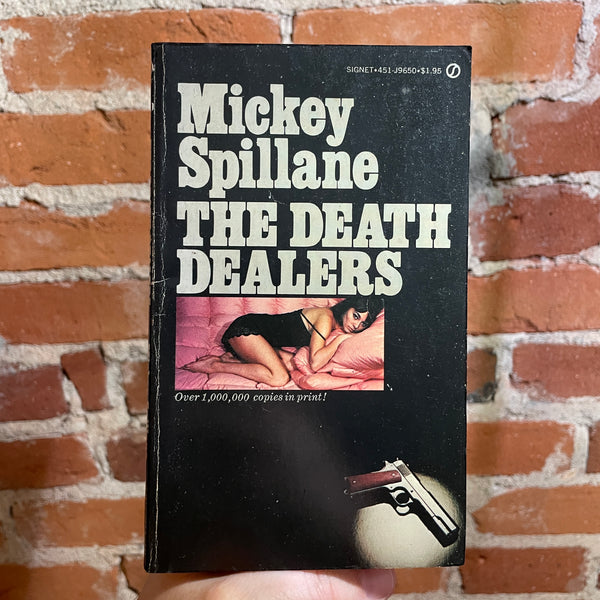 SIGNET•451-J9650•$1.95
Mickey
Spillane
THE DEATH
DEALERS
Over 1,000,000 copies in print!